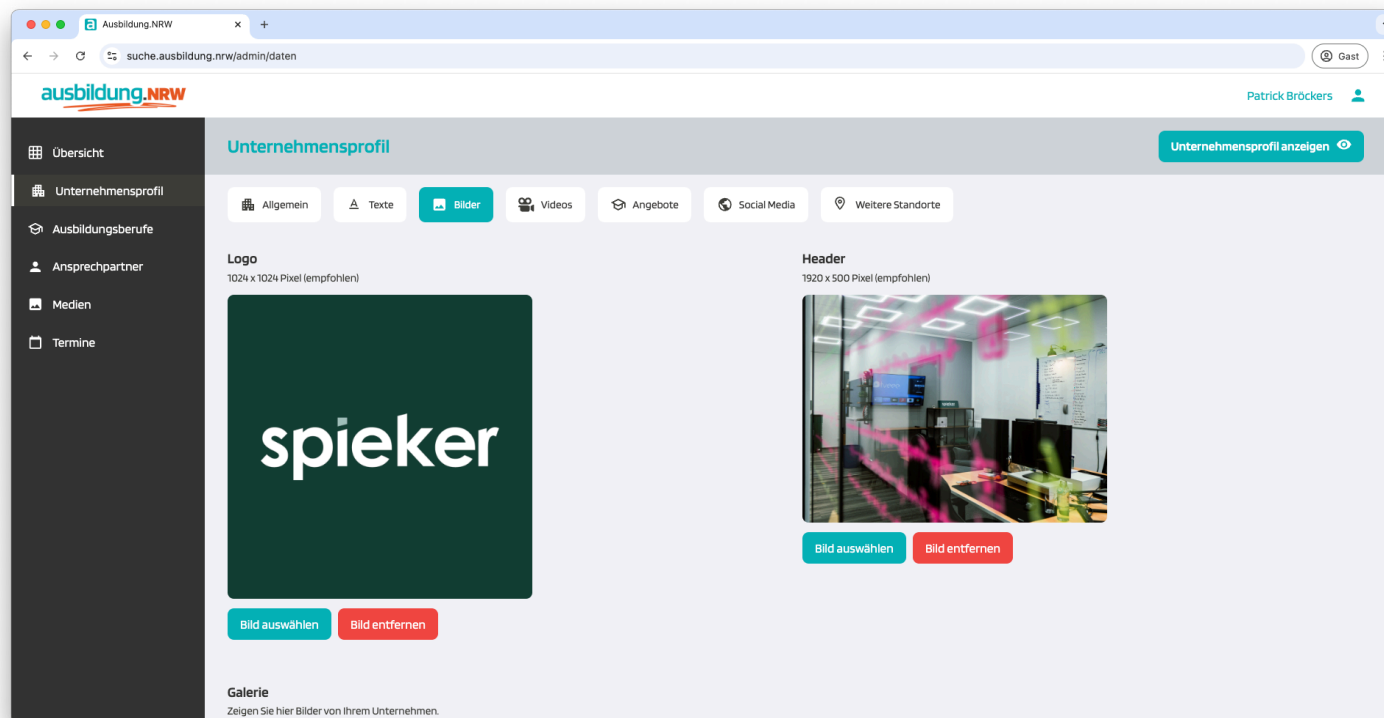 Ausbildung.NRW
suche.ausbildung.nrw/admin/daten
Gast
ausbildung.NRW
Patrick Bröckers
Übersicht
Unternehmensprofil
Ausbildungsberufe
Ansprechpartner
Medien
Termine
Unternehmensprofil
Unternehmensprofil anzeigen
Allgemein
Texte
Bilder
Videos
Angebote
Social Media
Weitere Standorte
Logo
1024 x 1024 Pixel (empfohlen)
spieker
Bild auswählen
Bild entfernen
Header
1920 x 500 Pixel (empfohlen)
Bild auswählen
Bild entfernen
Galerie
Zeigen Sie hier Bilder von Ihrem Unternehmen.